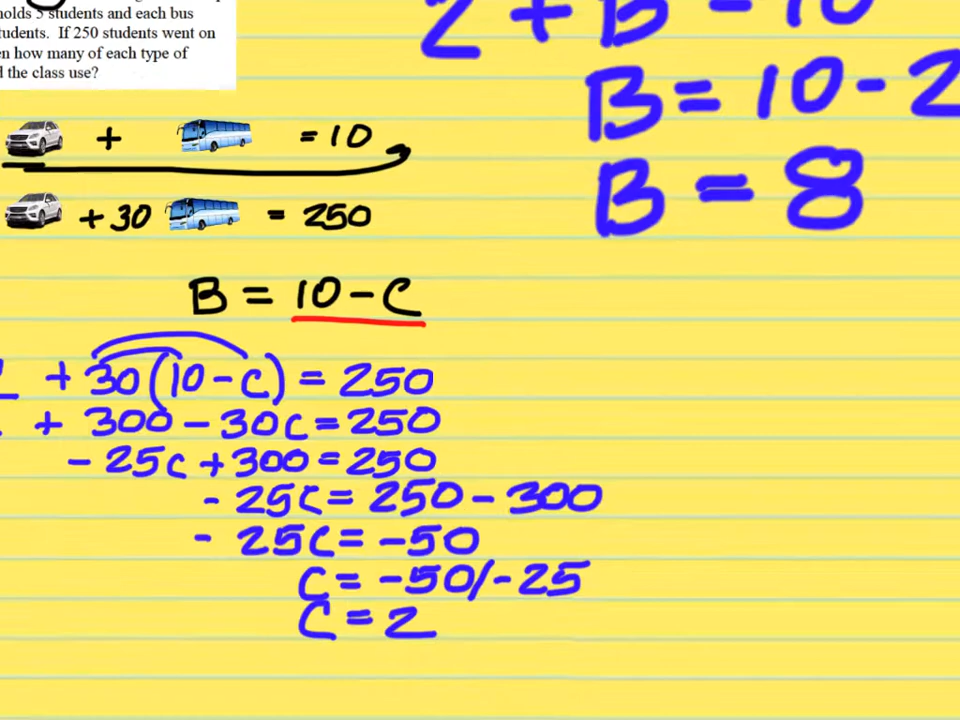 holds 5 students and each bus
tudents. If 250 students went on
en how many of each type of
d the class use?
+ = 10
+ 30 = 250
B = 10 - C
+ 30(10 - C) = 250
+ 300 - 30C = 250
- 25C + 300 = 250
- 25C = 250 - 300
- 25C = -50
C = -50/-25
C = 2
2 + B = 10
B = 10 - 2
B = 8